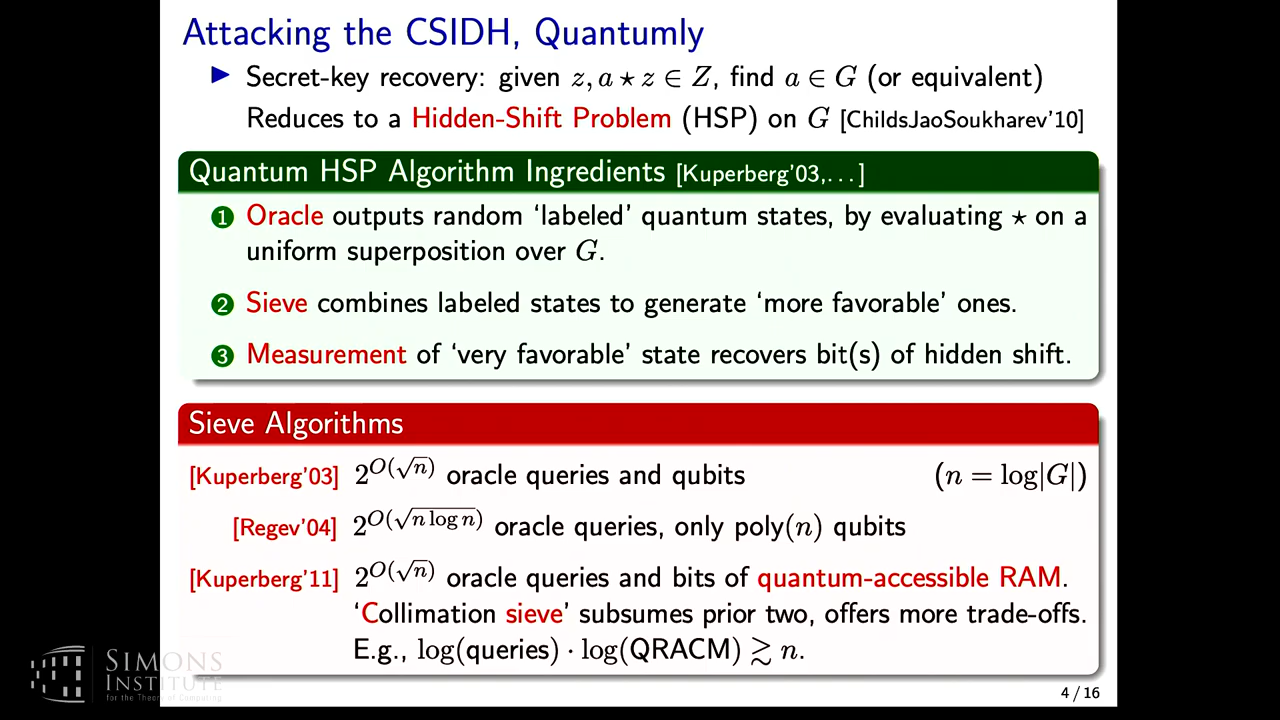 Attacking the CSIDH, Quantumly
▶ Secret-key recovery: given z, a ⋆ z ∈ Z, find a ∈ G (or equivalent)
Reduces to a Hidden-Shift Problem (HSP) on G [ChildsJaoSoukharev'10]
Quantum HSP Algorithm Ingredients [Kuperberg'03,...]
1 Oracle outputs random 'labeled' quantum states, by evaluating ⋆ on a
uniform superposition over G.
2 Sieve combines labeled states to generate 'more favorable' ones.
3 Measurement of 'very favorable' state recovers bit(s) of hidden shift.
Sieve Algorithms
[Kuperberg'03] 2^{O(√n)} oracle queries and qubits (n = log|G|)
[Regev'04] 2^{O(√(n log n))} oracle queries, only poly(n) qubits
[Kuperberg'11] 2^{O(√n)} oracle queries and bits of quantum-accessible RAM.
'Collimation sieve' subsumes prior two, offers more trade-offs.
E.g., log(queries) · log(QRACM) ≳ n.
SIMONS
INSTITUTE
for the Theory of Computing
4 / 16